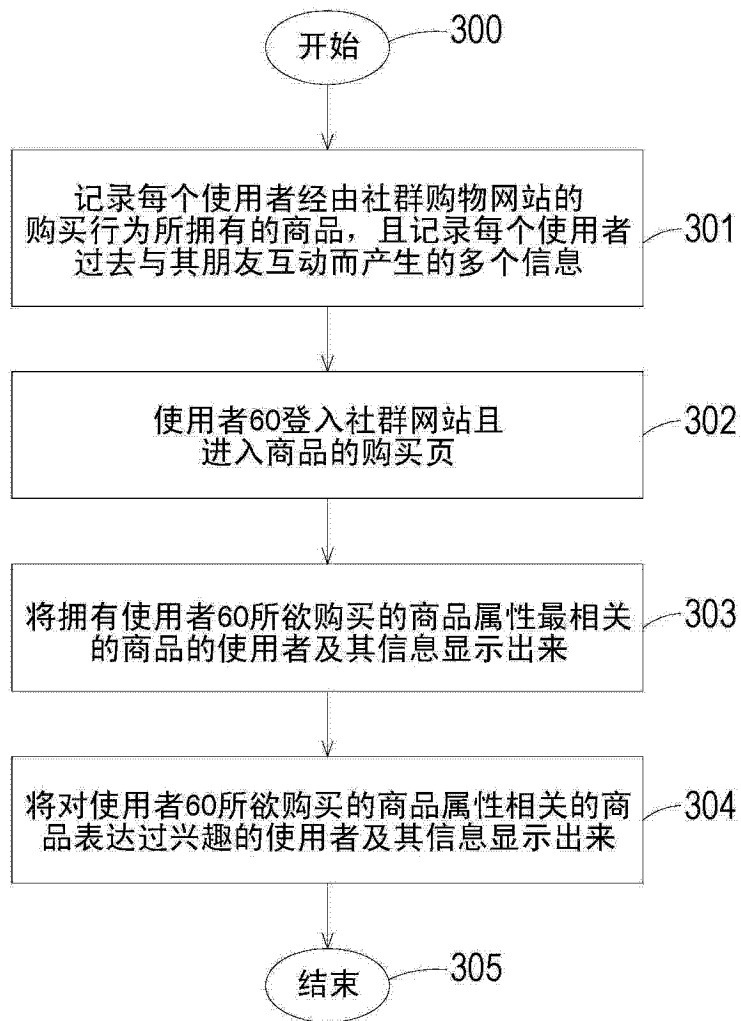 开始
300
记录每个使用者经由社群购物网站的
购买行为所拥有的商品，且记录每个使用者
过去与其朋友互动而产生的多个信息
301
使用者60登入社群网站且
进入商品的购买页
302
将拥有使用者60所欲购买的商品属性最相关
的商品的使用者及其信息显示出来
303
将对使用者60所欲购买的商品属性相关的商
品表达过兴趣的使用者及其信息显示出来
304
结束
305